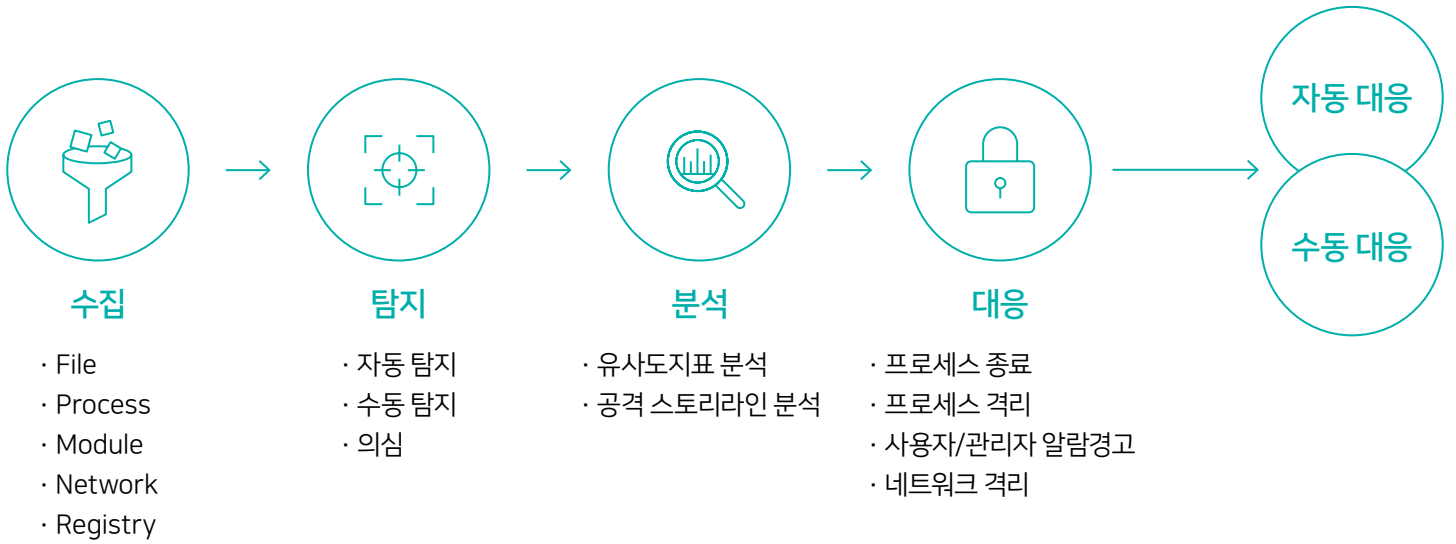 자동 대응
수동 대응
수집
· File
· Process
· Module
· Network
· Registry
탐지
· 자동 탐지
· 수동 탐지
· 의심
분석
· 유사도지표 분석
· 공격 스토리라인 분석
대응
· 프로세스 종료
· 프로세스 격리
· 사용자/관리자 알람경고
· 네트워크 격리